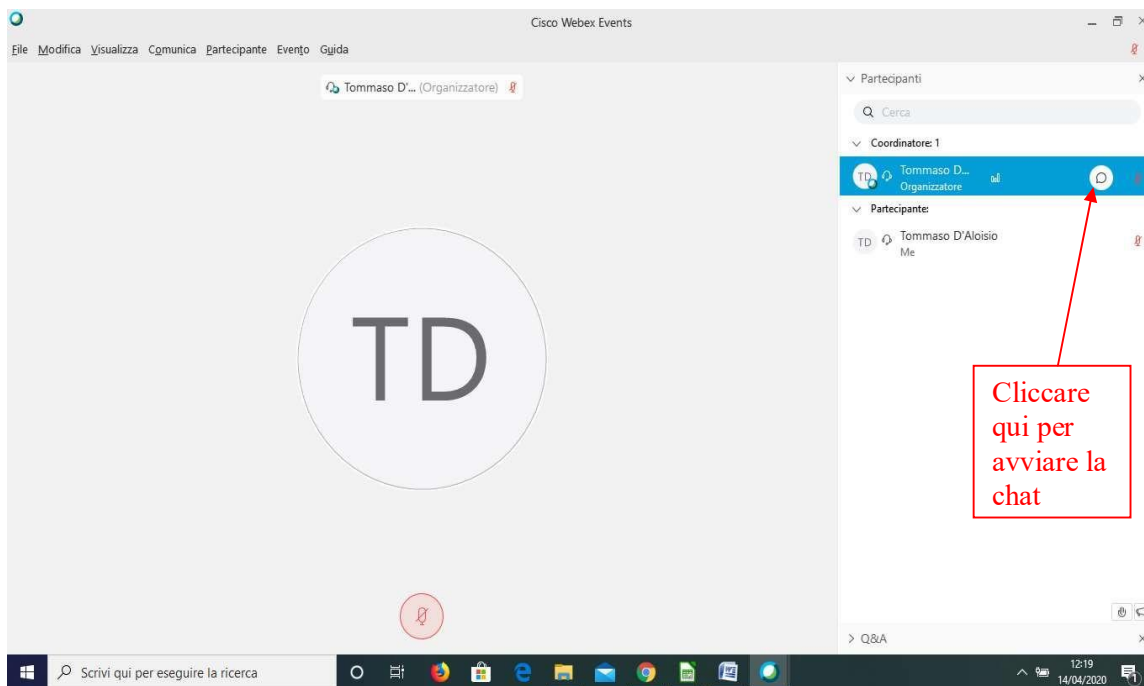 Cisco Webex Events
File Modifica Visualizza Comunica Partecipante Evento Guida
Tommaso D'... (Organizzatore)
Partecipanti
Cerca
Coordinatore: 1
TD Tommaso D...
Organizzatore
Partecipante:
TD Tommaso D'Aloisio
Me
TD
Cliccare
qui per
avviare la
chat
Q&A
Scrivi qui per eseguire la ricerca
12:19
14/04/2020